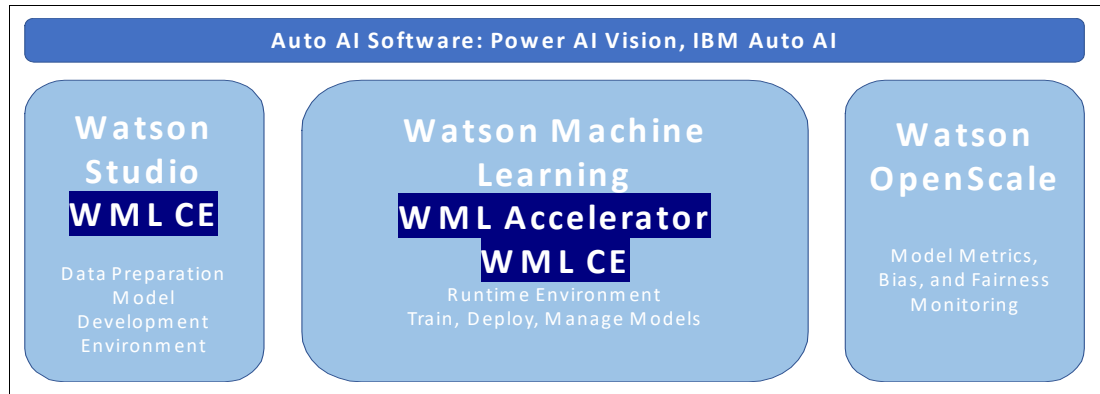 Auto AI Software: Power AI Vision, IBM Auto AI
Watson
Studio
WML CE
Data Preparation
Model
Development
Environment
Watson Machine
Learning
WML Accelerator
WML CE
Runtime Environment
Train, Deploy, Manage Models
Watson
OpenScale
Model Metrics,
Bias, and Fairness
Monitoring